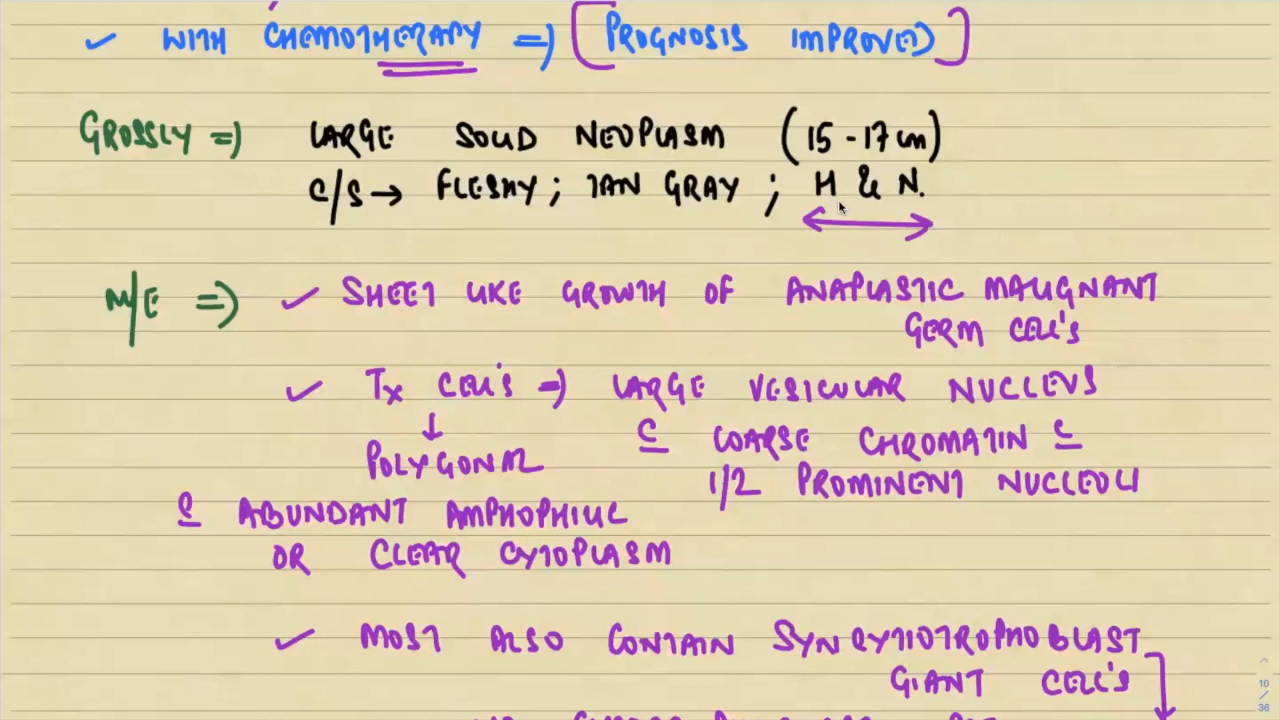 ✓ WITH CHEMOTHERAPY => [PROGNOSIS IMPROVED]
GROSSLY => LARGE SOLID NEOPLASM (15-17 cm)
C/S → FLESHY; TAN GRAY; H & N.
M/E => ✓ SHEET LIKE GROWTH OF ANAPLASTIC MALIGNANT
GERM CELL'S
✓ Tx CELL'S => LARGE VESICULAR NUCLEUS
↓
POLYGONAL
c̲ COARSE CHROMATIN c̲
1/2 PROMINENT NUCLEOLI
c̲ ABUNDANT AMPHOPHILIC
OR CLEAR CYTOPLASM
✓ MOST ALSO CONTAIN SYNCYTIOTROPHOBLAST
GIANT CELL'S
10
/
36